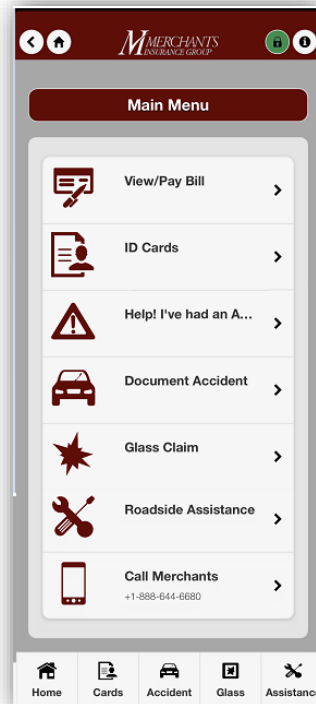 MERCHANTS
INSURANCE GROUP
Main Menu
View/Pay Bill
ID Cards
Help! I've had an A...
Document Accident
Glass Claim
Roadside Assistance
Call Merchants
+1-888-644-6680
Home Cards Accident Glass Assistance